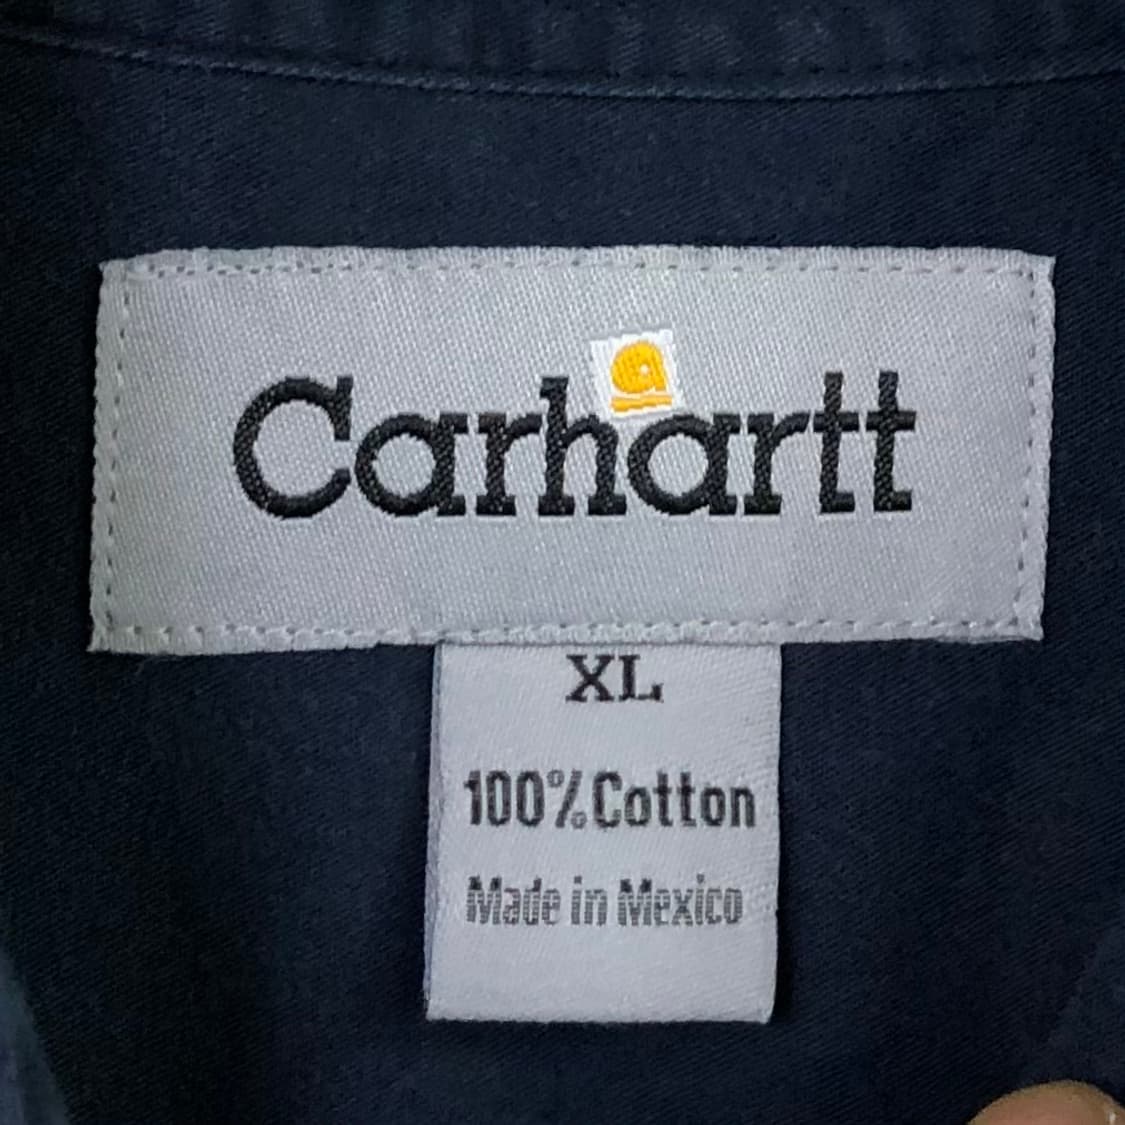 Carhartt
XL
100% Cotton
Made in Mexico